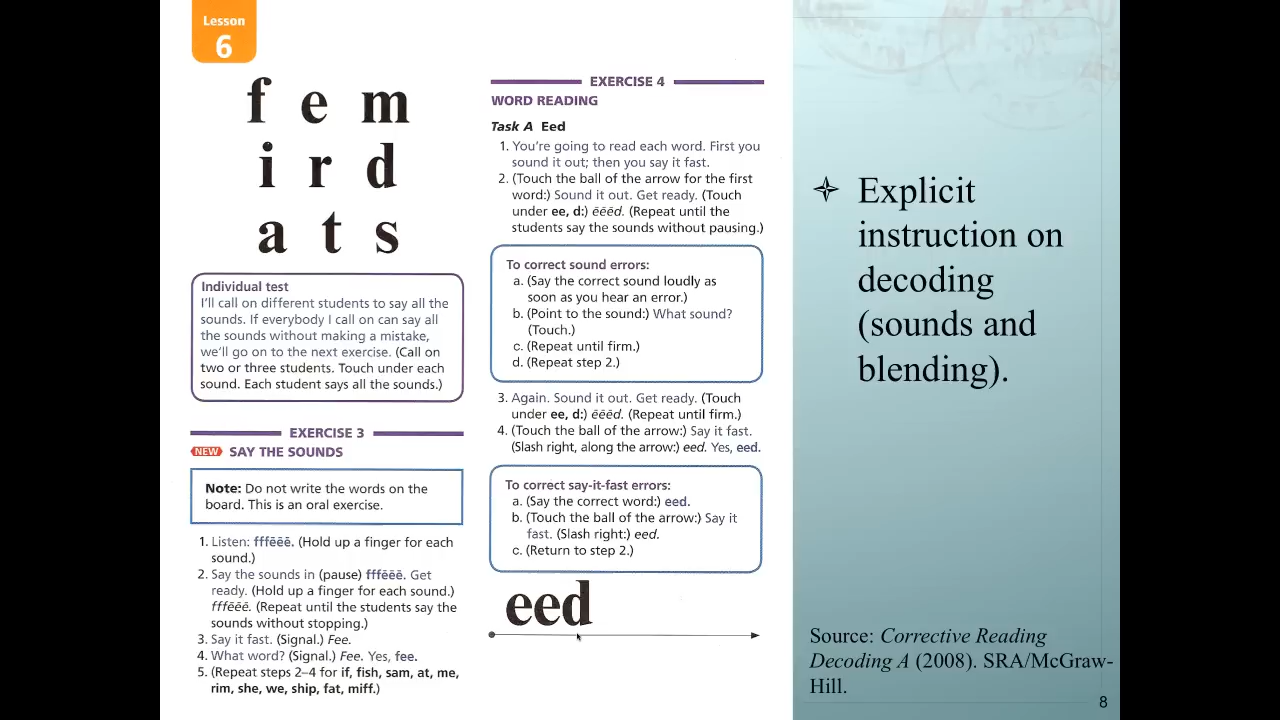 Lesson
6
f e m
i r d
a t s
Individual test
I'll call on different students to say all the
sounds. If everybody I call on can say all
the sounds without making a mistake,
we'll go on to the next exercise. (Call on
two or three students. Touch under each
sound. Each student says all the sounds.)
EXERCISE 3
NEW SAY THE SOUNDS
Note: Do not write the words on the
board. This is an oral exercise.
1. Listen: fffēēē. (Hold up a finger for each
sound.)
2. Say the sounds in (pause) fffēēē. Get
ready. (Hold up a finger for each sound.)
fffēēē. (Repeat until the students say the
sounds without stopping.)
3. Say it fast. (Signal.) Fee.
4. What word? (Signal.) Fee. Yes, fee.
5. (Repeat steps 2–4 for if, fish, sam, at, me,
rim, she, we, ship, fat, miff.)
EXERCISE 4
WORD READING
Task A Eed
1. You're going to read each word. First you
sound it out; then you say it fast.
2. (Touch the ball of the arrow for the first
word:) Sound it out. Get ready. (Touch
under ee, d:) ēēēd. (Repeat until the
students say the sounds without pausing.)
To correct sound errors:
a. (Say the correct sound loudly as
soon as you hear an error.)
b. (Point to the sound:) What sound?
(Touch.)
c. (Repeat until firm.)
d. (Repeat step 2.)
3. Again. Sound it out. Get ready. (Touch
under ee, d:) ēēēd. (Repeat until firm.)
4. (Touch the ball of the arrow:) Say it fast.
(Slash right, along the arrow:) eed. Yes, eed.
To correct say-it-fast errors:
a. (Say the correct word:) eed.
b. (Touch the ball of the arrow:) Say it
fast. (Slash right:) eed.
c. (Return to step 2.)
eed
Explicit
instruction on
decoding
(sounds and
blending).
Source: Corrective Reading
Decoding A (2008). SRA/McGraw-
Hill.
8